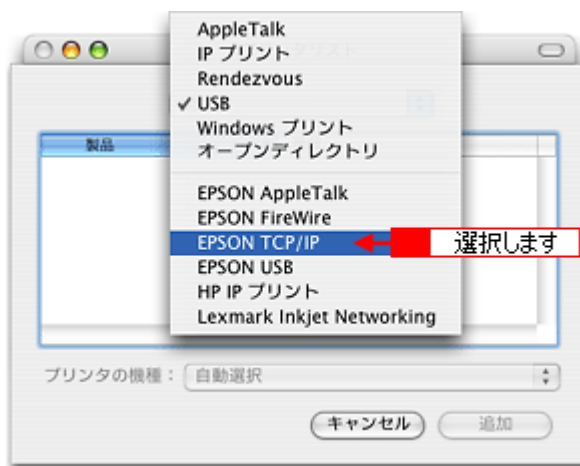 AppleTalk
IP プリント
Rendezvous
✓ USB
Windows プリント
オープンディレクトリ
EPSON AppleTalk
EPSON FireWire
EPSON TCP/IP
選択します
EPSON USB
HP IP プリント
Lexmark Inkjet Networking
製品
プリンタの機種： 自動選択
キャンセル 追加